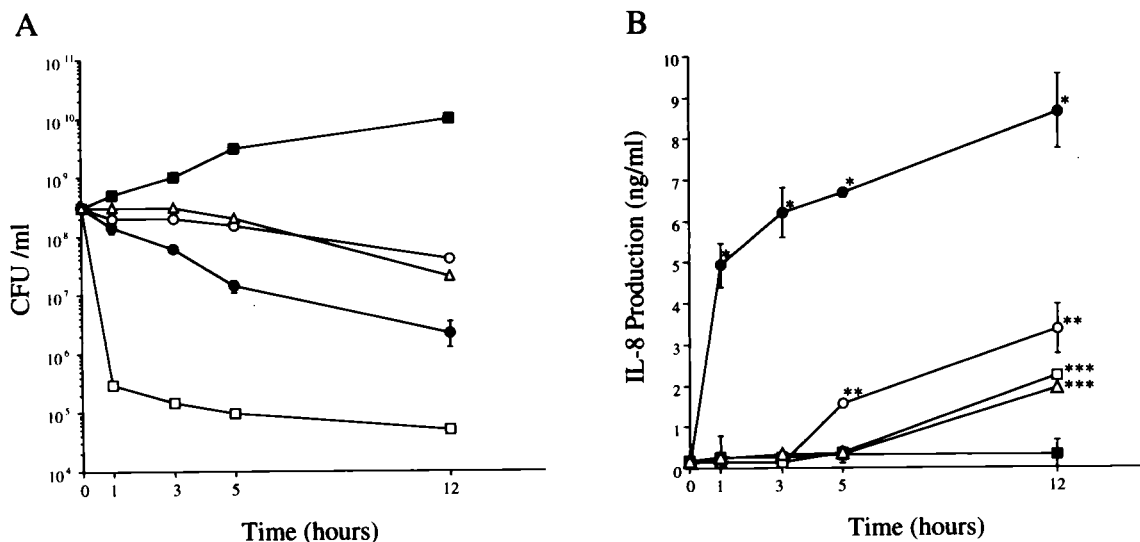 A
10^11
10^10
10^9
10^8
10^7
10^6
10^5
10^4
CFU /ml
0 1 3 5 12
Time (hours)
B
10
9
8
7
6
5
4
3
2
1
0
IL-8 Production (ng/ml)
* * * * *
**
**
***
***
0 1 3 5 12
Time (hours)